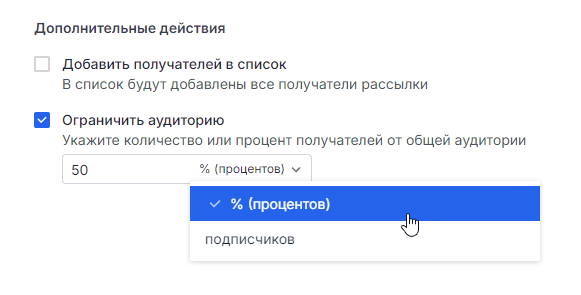 Дополнительные действия
Добавить получателей в список
В список будут добавлены все получатели рассылки
Ограничить аудиторию
Укажите количество или процент получателей от общей аудитории
50 % (процентов)
% (процентов)
подписчиков